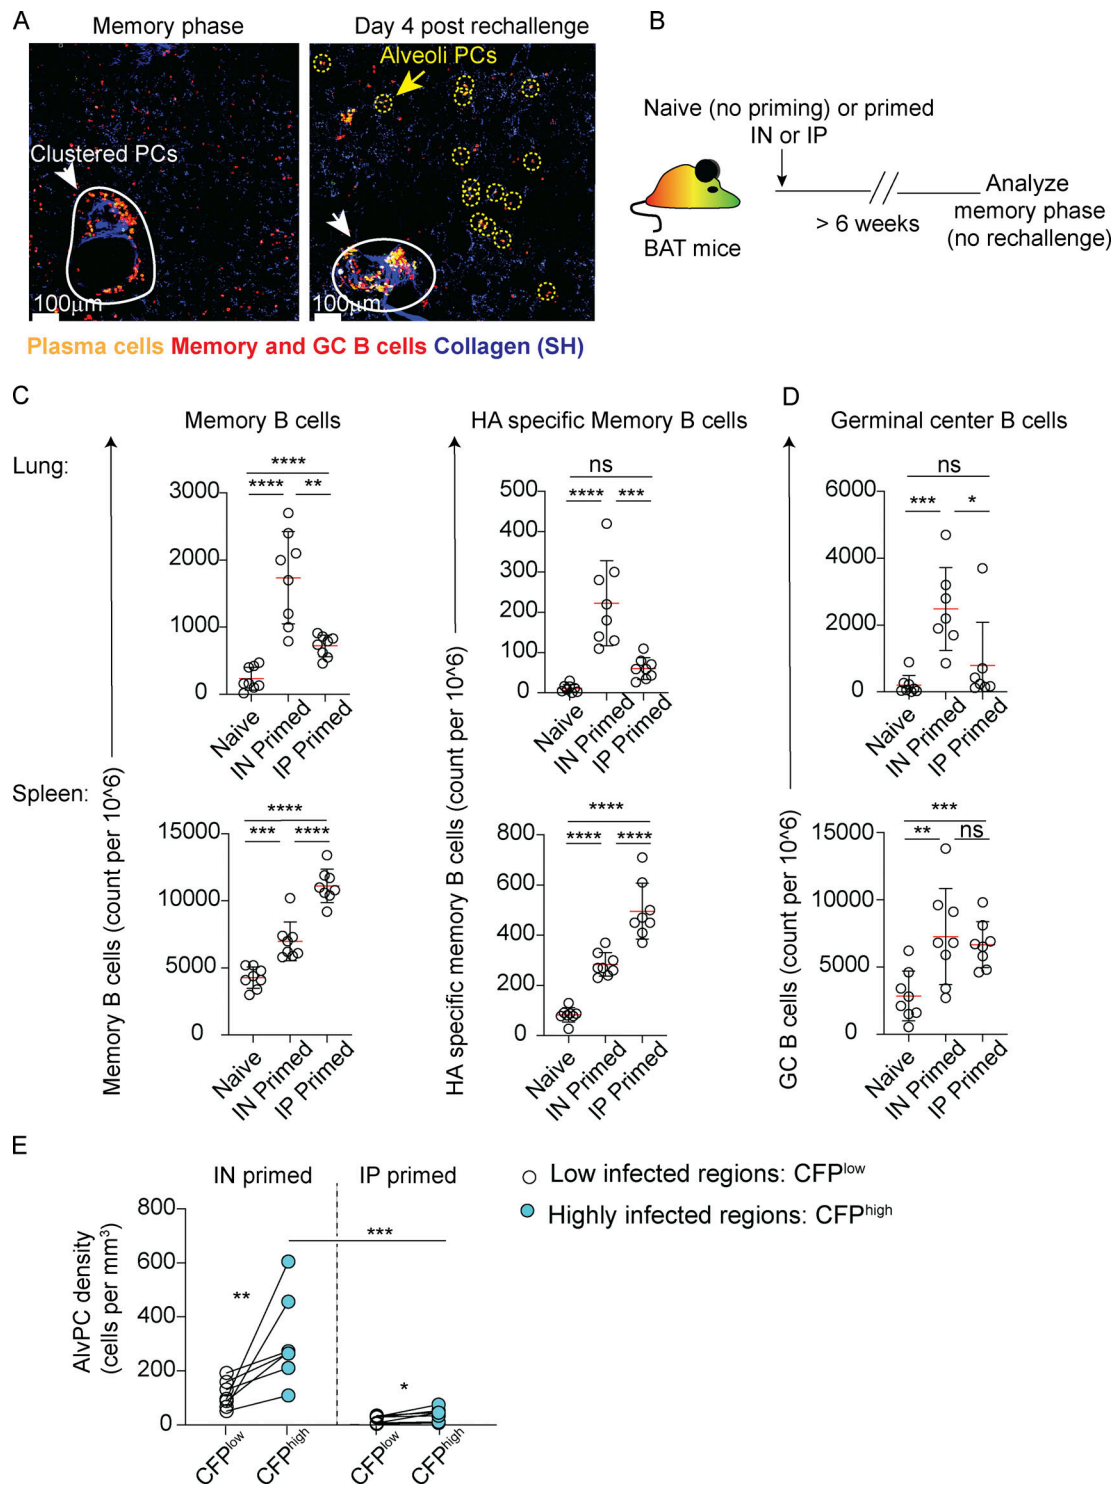 A
Memory phase
Day 4 post rechallenge
Alveoli PCs
Clustered PCs
100μm
100μm
Plasma cells Memory and GC B cells Collagen (SH)
B
Naive (no priming) or primed
IN or IP
BAT mice
> 6 weeks
Analyze
memory phase
(no rechallenge)
C
Memory B cells
HA specific Memory B cells
D
Germinal center B cells
Lung:
Memory B cells (count per 10^6)
****
****
**
3000
2000
1000
0
Naive
IN Primed
IP Primed
HA specific memory B cells (count per 10^6)
ns
****
***
500
400
300
200
100
0
Naive
IN Primed
IP Primed
GC B cells (count per 10^6)
ns
***
*
6000
4000
2000
0
Naive
IN Primed
IP Primed
Spleen:
****
***
****
15000
10000
5000
0
Naive
IN Primed
IP Primed
****
****
****
800
600
400
200
0
Naive
IN Primed
IP Primed
***
**
ns
15000
10000
5000
0
Naive
IN Primed
IP Primed
E
IN primed
IP primed
Low infected regions: CFPlow
Highly infected regions: CFPhigh
AlvPC density
(cells per mm3)
800
600
400
200
0
**
***
*
CFPlow
CFPhigh
CFPlow
CFPhigh